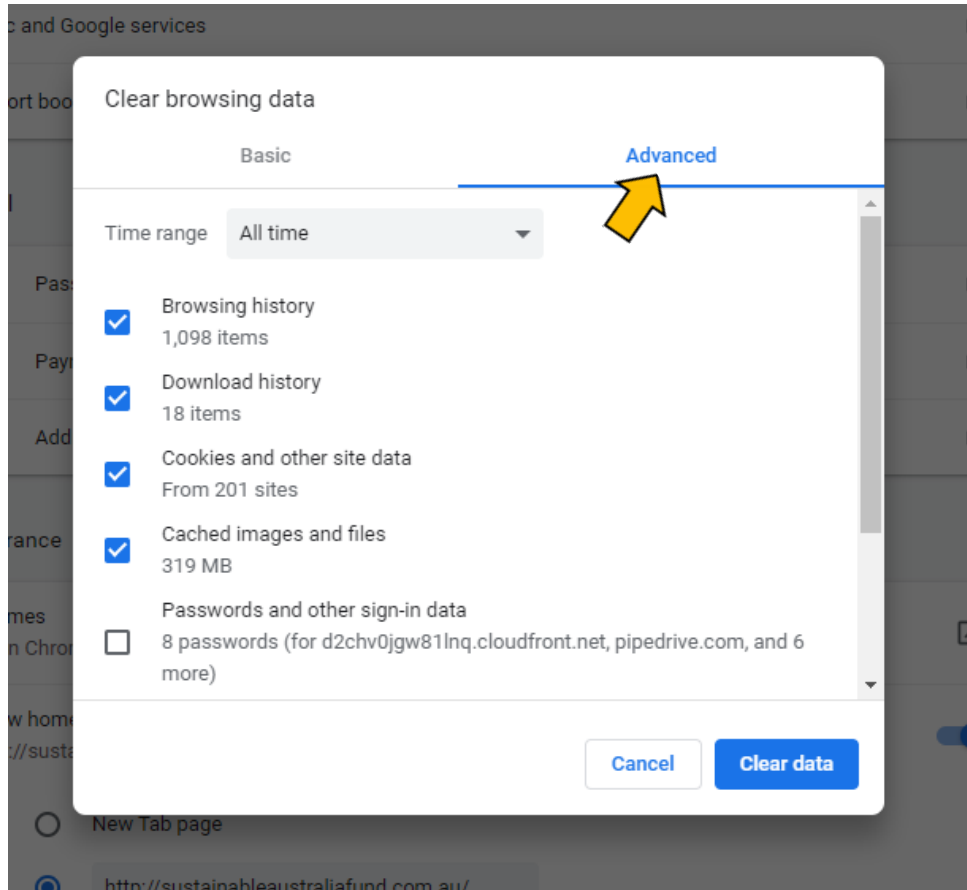 c and Google services
ort boo
Clear browsing data
Basic
Advanced
Time range
All time
Pas
Browsing history
1,098 items
Pay
Download history
18 items
Add
Cookies and other site data
From 201 sites
rance
Cached images and files
319 MB
mes
n Chro
Passwords and other sign-in data
8 passwords (for d2chv0jgw81lnq.cloudfront.net, pipedrive.com, and 6
more)
w home
://susta
Cancel
Clear data
New Tab page
http://sustainableaustraliafund.com.au/